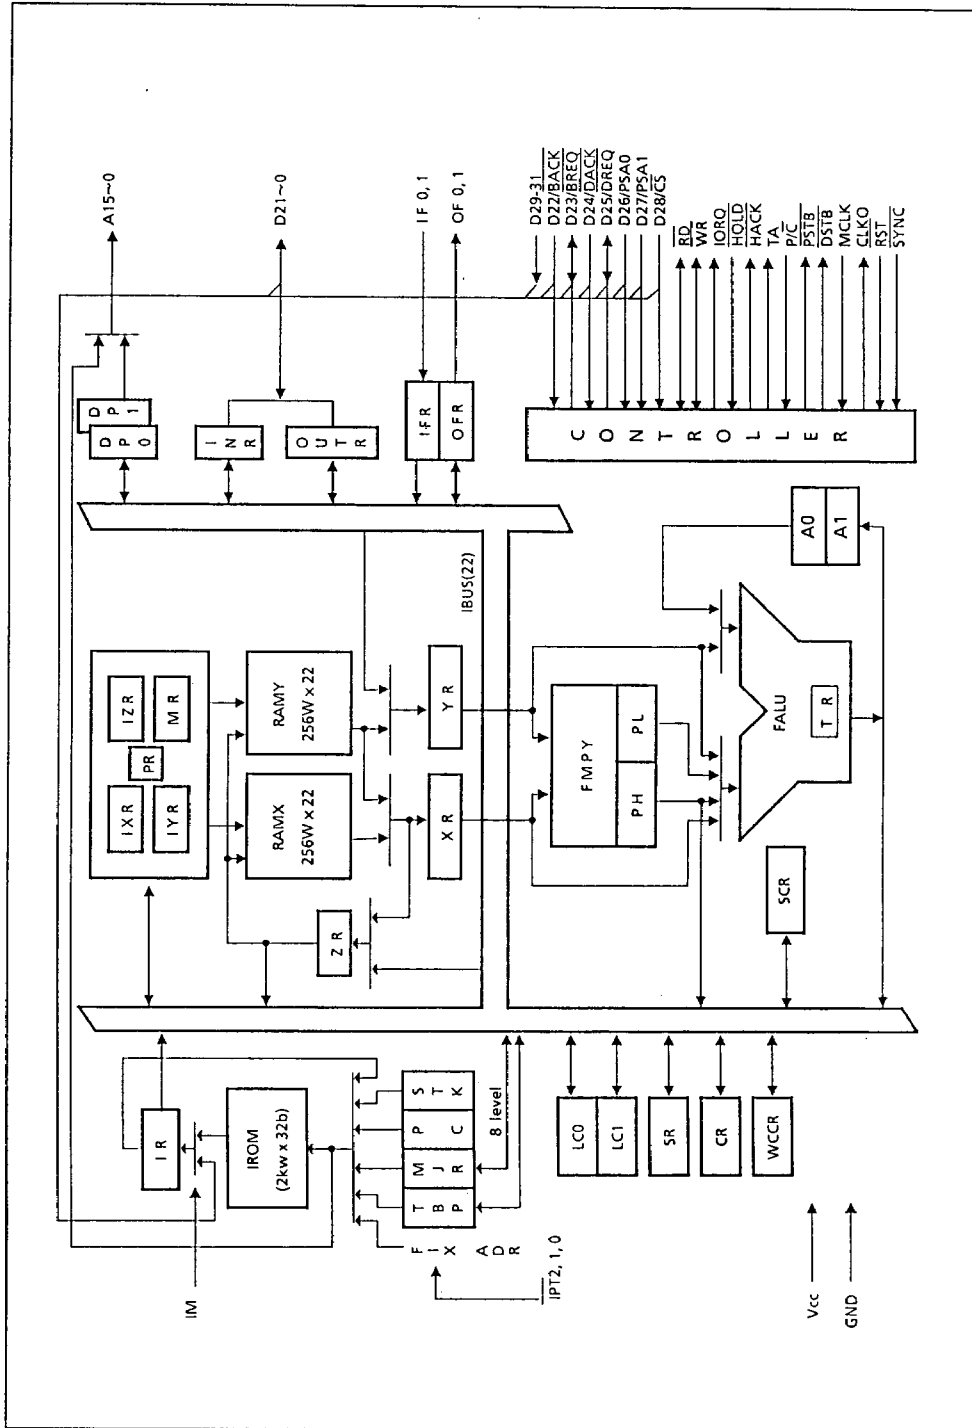 A15~0
D21~0
IF 0, 1
OF 0, 1
D29-31
D22/BACK
D23/BREQ
D24/DACK
D25/DREQ
D26/PSA0
D27/PSA1
D28/CS
RD
WR
IORQ
HOLD
HACK
TA
P/C
PSTB
DSTB
MCLK
CLKO
RST
SYNC
DP1
DP0
INR
OUTR
IFR
OFR
CONTROLLER
IBUS(22)
A0
A1
IZR
MR
PR
IXR
IYR
RAMY
256W x 22
RAMX
256W x 22
YR
XR
ZR
FMPY
PL
PH
FALU
TR
SCR
IR
IROM
(2kw x 32b)
STK
PC
MJR
TBP
8 level
FIX ADR
LC0
LC1
SR
CR
WCCR
IM
IPT2, 1, 0
Vcc
GND